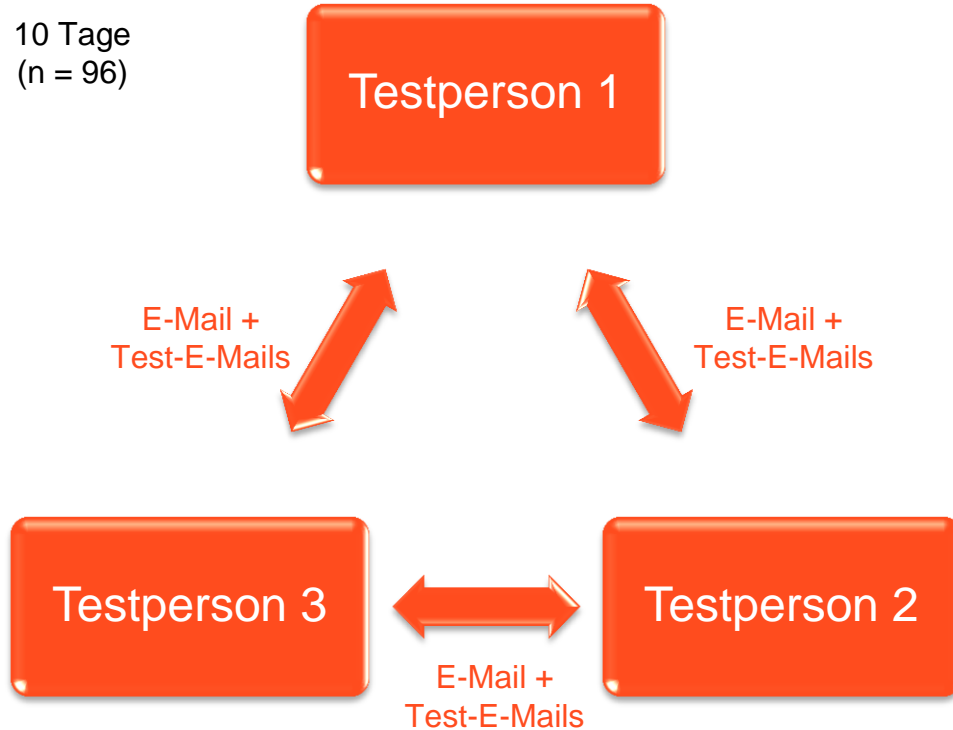 10 Tage
(n = 96)
Testperson 1
E-Mail +
Test-E-Mails
E-Mail +
Test-E-Mails
Testperson 3
Testperson 2
E-Mail +
Test-E-Mails